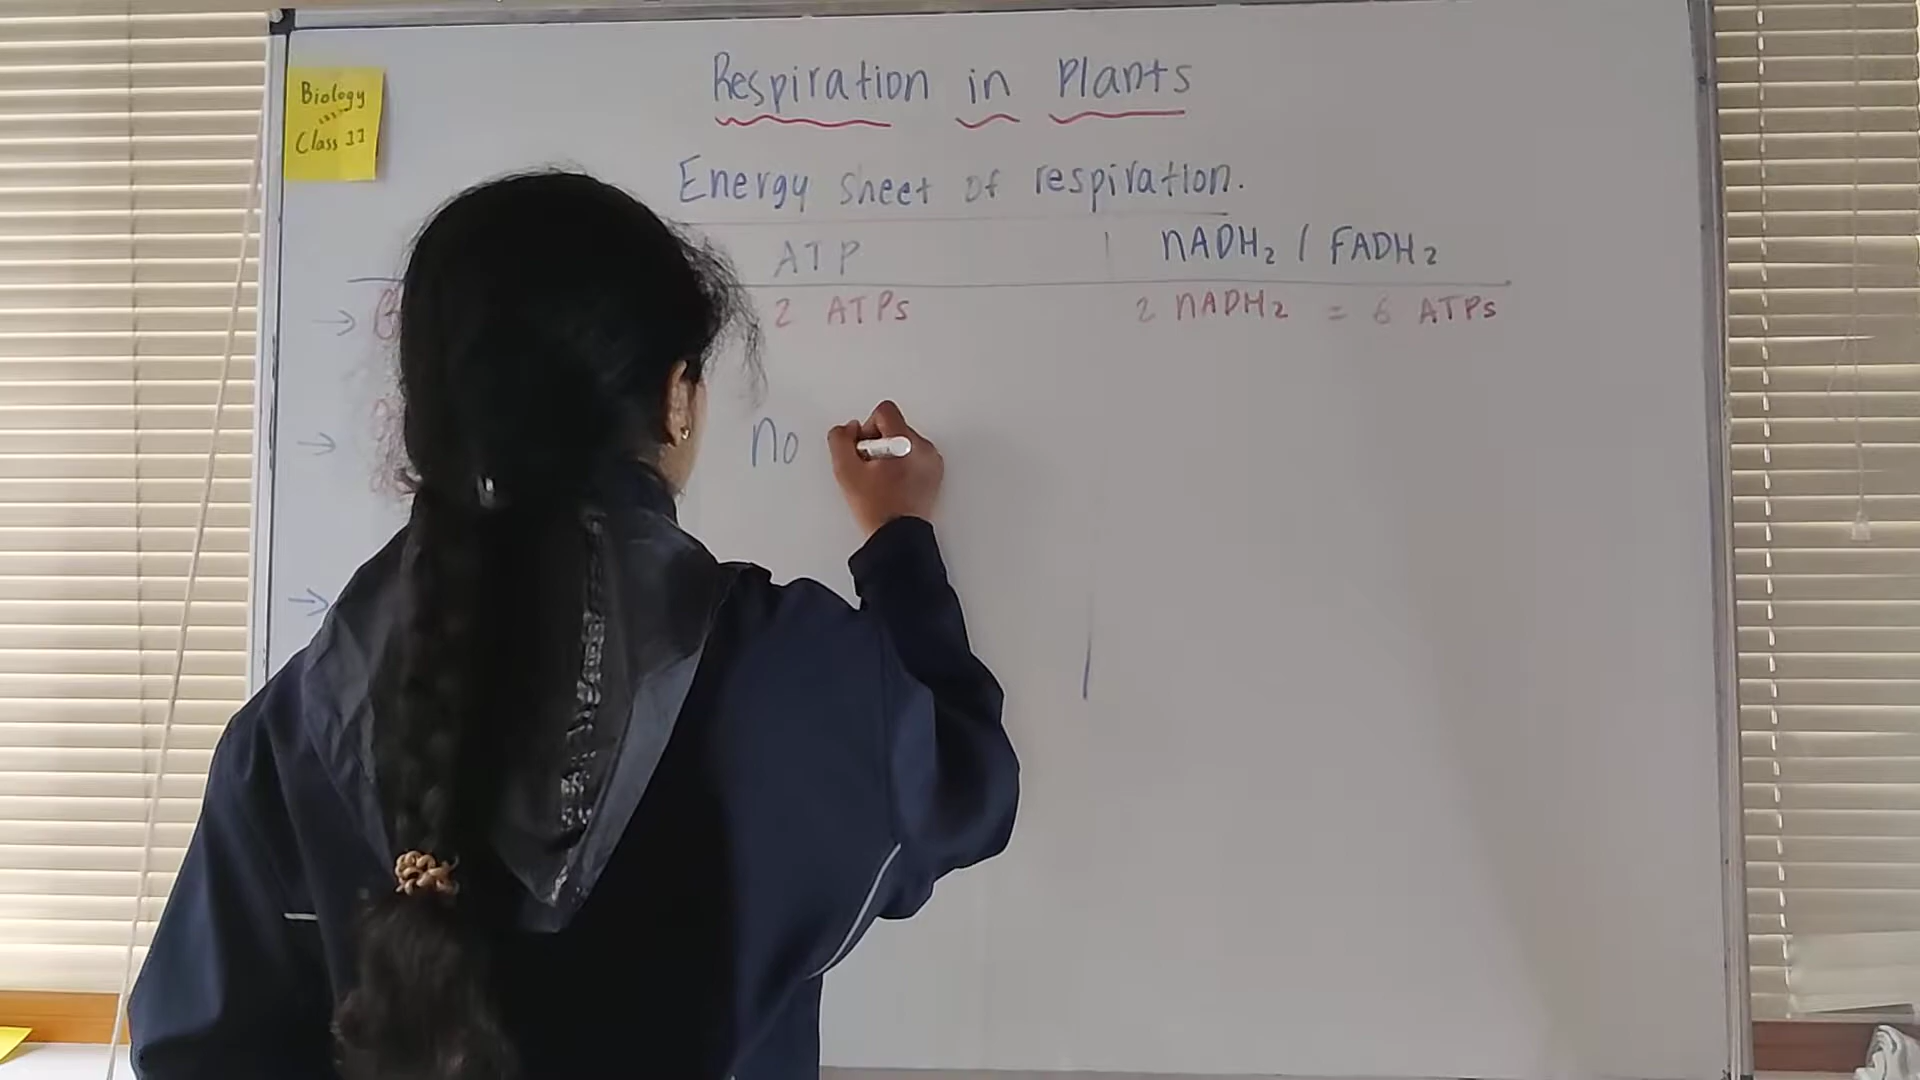 Biology
Class 11
Respiration in Plants
Energy sheet of respiration.
ATP | NADH2 / FADH2
→ 2 ATPs 2 NADH2 = 6 ATPs
→ no
→